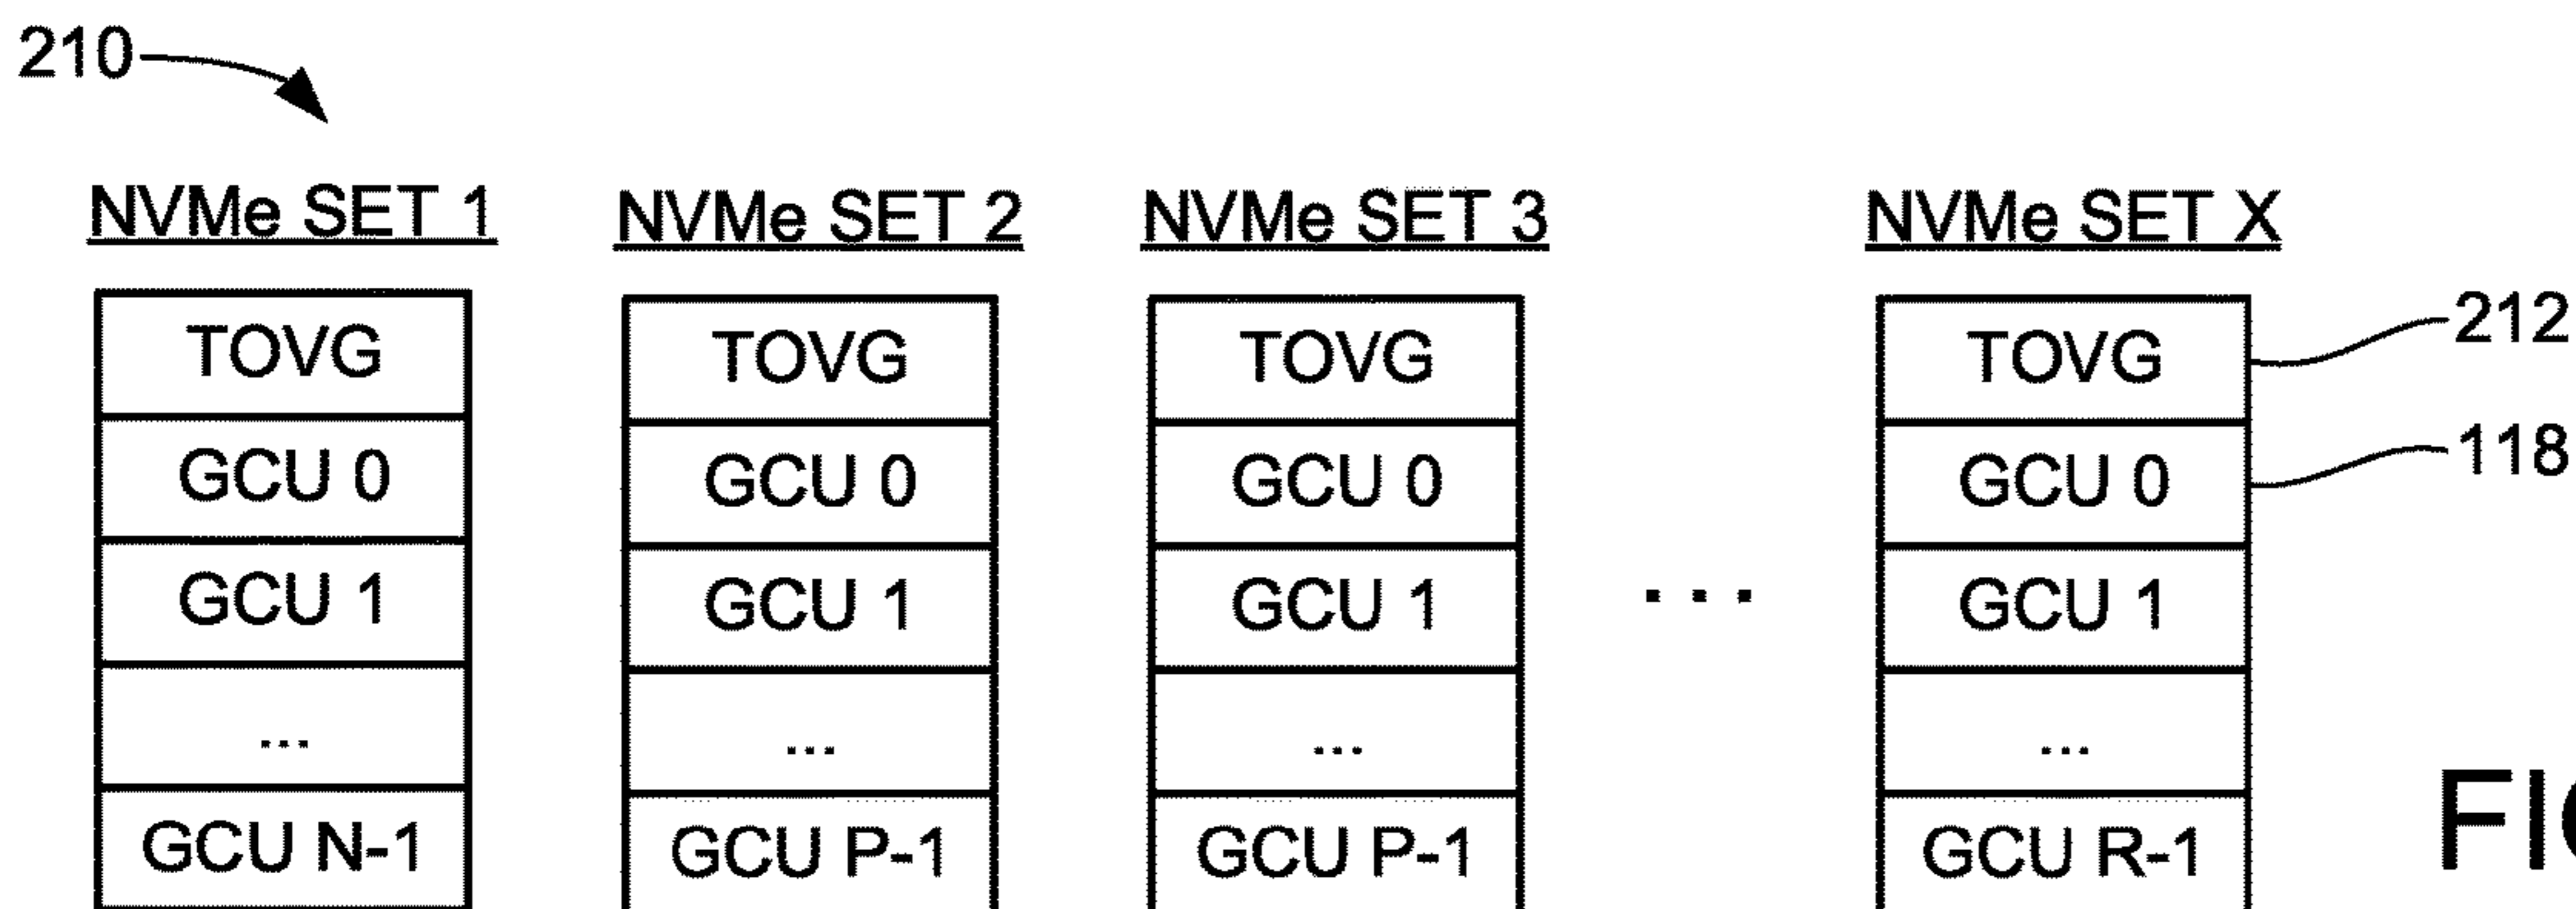 210
NVMe SET 1 NVMe SET 2 NVMe SET 3 NVMe SET X
TOVG TOVG TOVG TOVG 212
GCU 0 GCU 0 GCU 0 GCU 0 118
GCU 1 GCU 1 GCU 1 ... GCU 1
... ... ... ...
GCU N-1 GCU P-1 GCU P-1 GCU R-1